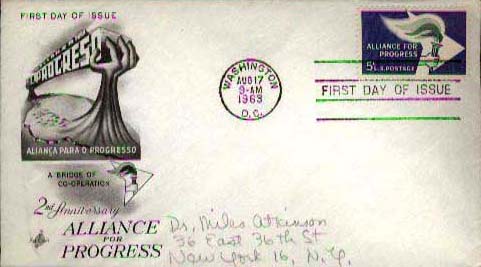 FIRST DAY OF ISSUE
PROGRESO
ALIANÇA PARA O PROGRESSO
A BRIDGE OF
CO-OPERATION
2nd Anniversary
ALLIANCE
FOR
PROGRESS
WASHINGTON
AUG 17
9-AM
1963
D.C.
ALLIANCE FOR
PROGRESS
5¢ U.S. POSTAGE
FIRST DAY OF ISSUE
Dr. Niles Atkinson
36 East 36th St
New York 16, N.Y.